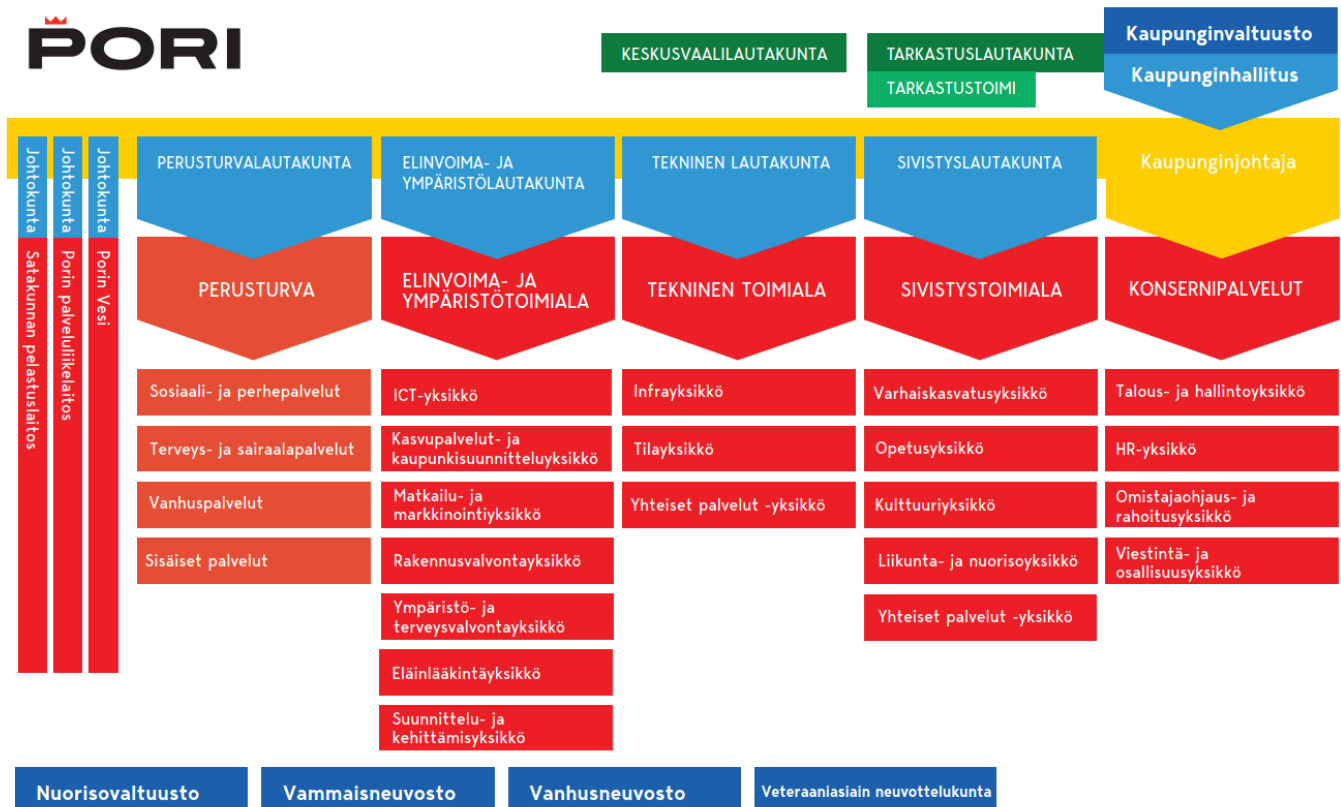 PORI
KESKUSVAALILAUTAKUNTA
TARKASTUSLAUTAKUNTA
TARKASTUSTOIMI
Kaupunginvaltuusto
Kaupunginhallitus
Johtokunta
Satakunnan pelastuslaitos
Johtokunta
Porin palveluliikelaitos
Johtokunta
Porin Vesi
PERUSTURVALAUTAKUNTA
ELINVOIMA- JA
YMPÄRISTÖLAUTAKUNTA
TEKNINEN LAUTAKUNTA
SIVISTYSLAUTAKUNTA
Kaupunginjohtaja
PERUSTURVA
ELINVOIMA- JA
YMPÄRISTÖTOIMIALA
TEKNINEN TOIMIALA
SIVISTYSTOIMIALA
KONSERNIPALVELUT
Sosiaali- ja perhepalvelut
Terveys- ja sairaalapalvelut
Vanhuspalvelut
Sisäiset palvelut
ICT-yksikkö
Kasvupalvelut- ja
kaupunkisuunnitteluyksikkö
Matkailu- ja
markkinointiyksikkö
Rakennusvalvontayksikkö
Ympäristö- ja
terveysvalvontayksikkö
Eläinlääkintäyksikkö
Suunnittelu- ja
kehittämisyksikkö
Infrayksikkö
Tilayksikkö
Yhteiset palvelut -yksikkö
Varhaiskasvatusyksikkö
Opetusyksikkö
Kulttuuriyksikkö
Liikunta- ja nuorisoyksikkö
Yhteiset palvelut -yksikkö
Talous- ja hallintoyksikkö
HR-yksikkö
Omistajaohjaus- ja
rahoitusyksikkö
Viestintä- ja
osallisuusyksikkö
Nuorisovaltuusto
Vammaisneuvosto
Vanhusneuvosto
Veteraaniasiain neuvottelukunta